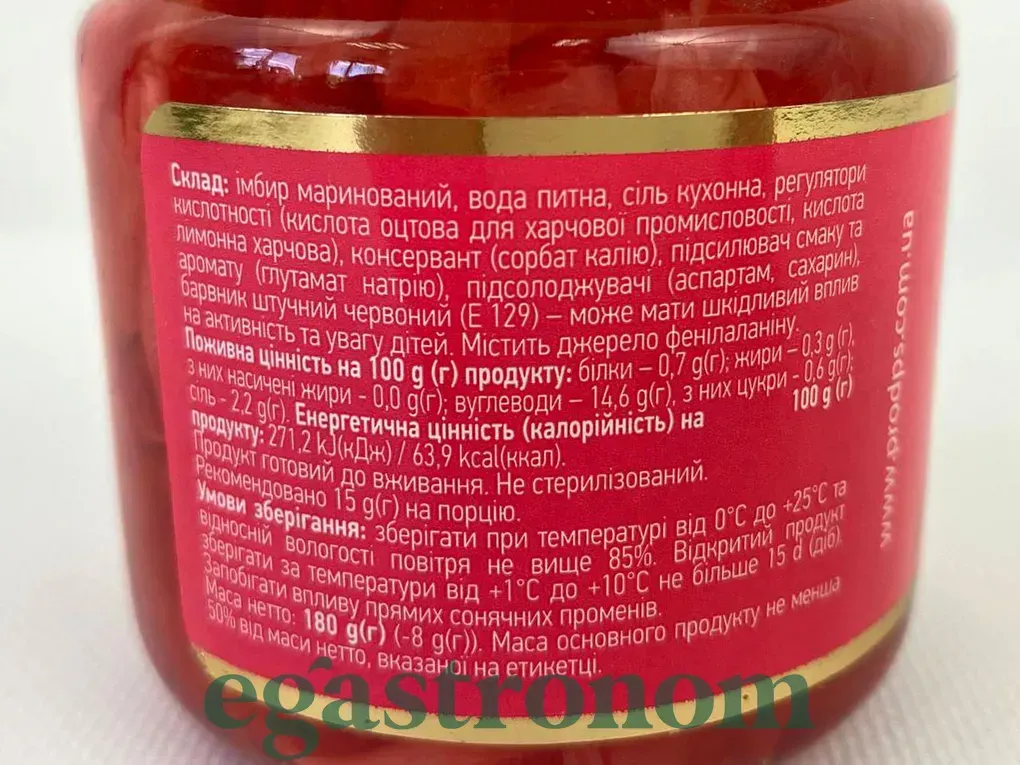 Склад: імбир маринований, вода питна, сіль кухонна, регулятори
кислотності (кислота оцтова для харчової промисловості, кислота
лимонна харчова), консервант (сорбат калію), підсилювач смаку та
аромату (глутамат натрію), підсолоджувачі (аспартам, сахарин),
барвник штучний червоний (Е 129) – може мати шкідливий вплив
на активність та увагу дітей. Містить джерело фенілаланіну.
Поживна цінність на 100 g (г) продукту: білки – 0,7 g(г); жири – 0,3 g (г),
з них насичені жири - 0,0 g(г); вуглеводи – 14,6 g(г), з них цукри - 0,6 g(г);
сіль - 2,2 g(г). Енергетична цінність (калорійність) на 100 g (г)
продукту: 271,2 kJ(кДж) / 63,9 kcal(ккал).
Продукт готовий до вживання. Не стерилізований.
Рекомендовано 15 g(г) на порцію.
Умови зберігання: зберігати при температурі від 0°С до +25°С та
відносній вологості повітря не вище 85%. Відкритий продукт
зберігати за температури від +1°С до +10°С не більше 15 d (діб).
Запобігати впливу прямих сонячних променів.
Маса нетто: 180 g(г) (-8 g(г)). Маса основного продукту не менша
50% від маси нетто, вказаної на етикетці.
www.prodps.com.ua
egastronom